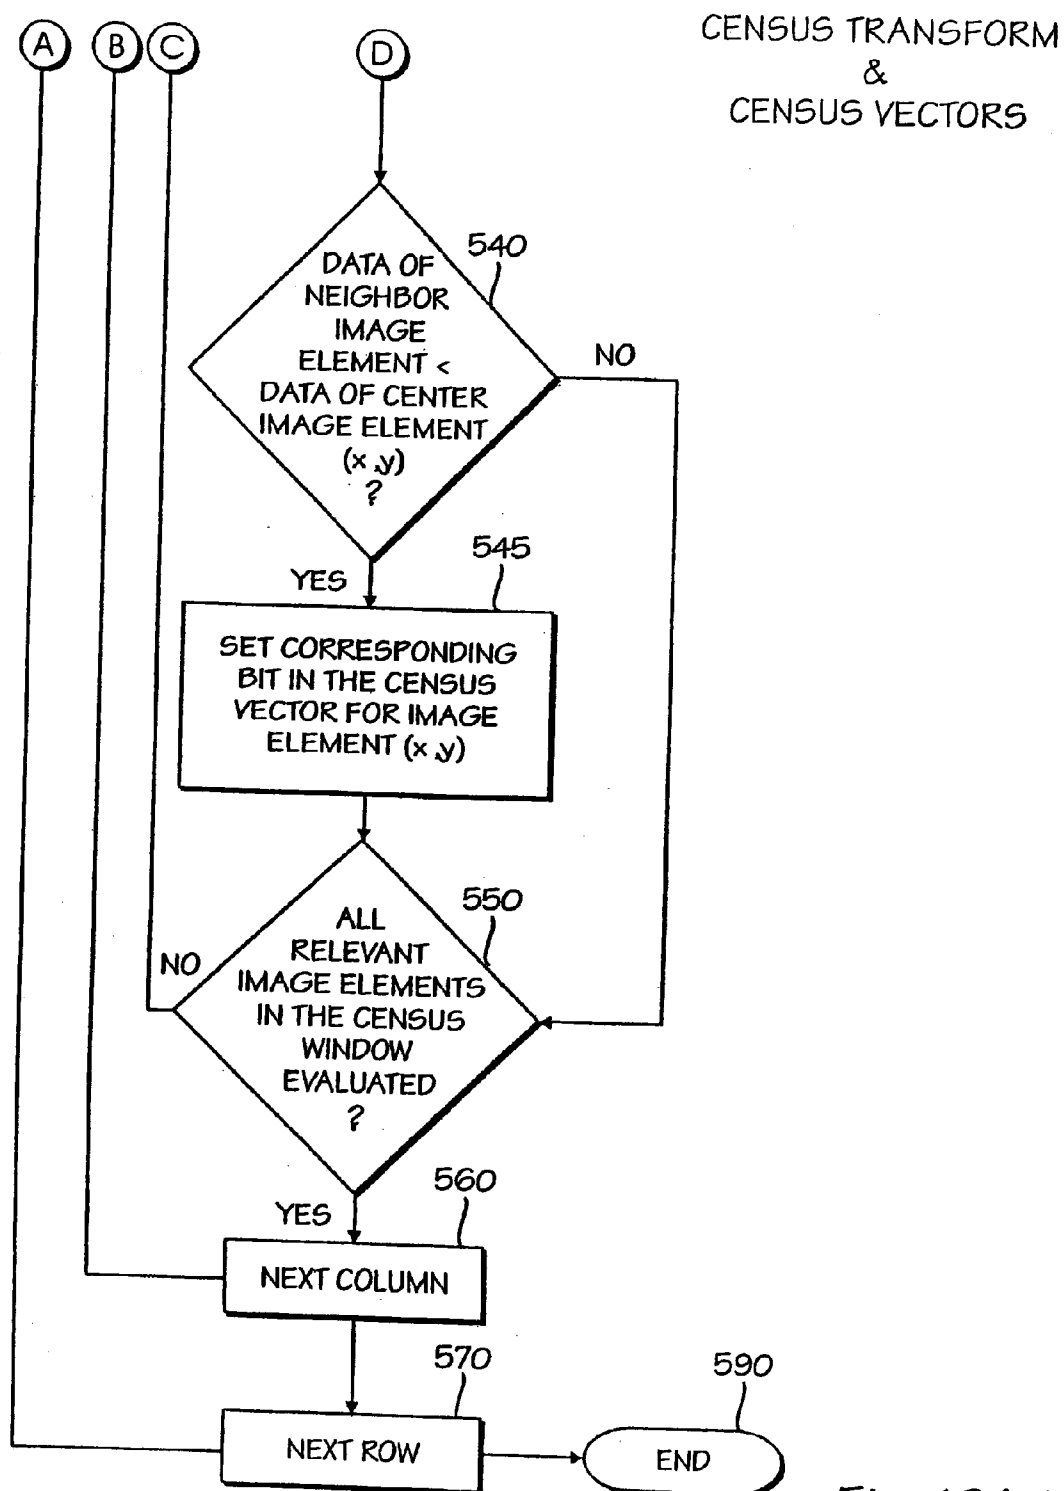 A B C D
CENSUS TRANSFORM
&
CENSUS VECTORS
540
DATA OF
NEIGHBOR
IMAGE
ELEMENT <
DATA OF CENTER
IMAGE ELEMENT
(x,y)
?
NO
YES
545
SET CORRESPONDING
BIT IN THE CENSUS
VECTOR FOR IMAGE
ELEMENT (x,y)
550
ALL
RELEVANT
IMAGE ELEMENTS
IN THE CENSUS
WINDOW
EVALUATED
?
NO
YES
560
NEXT COLUMN
570
NEXT ROW
590
END